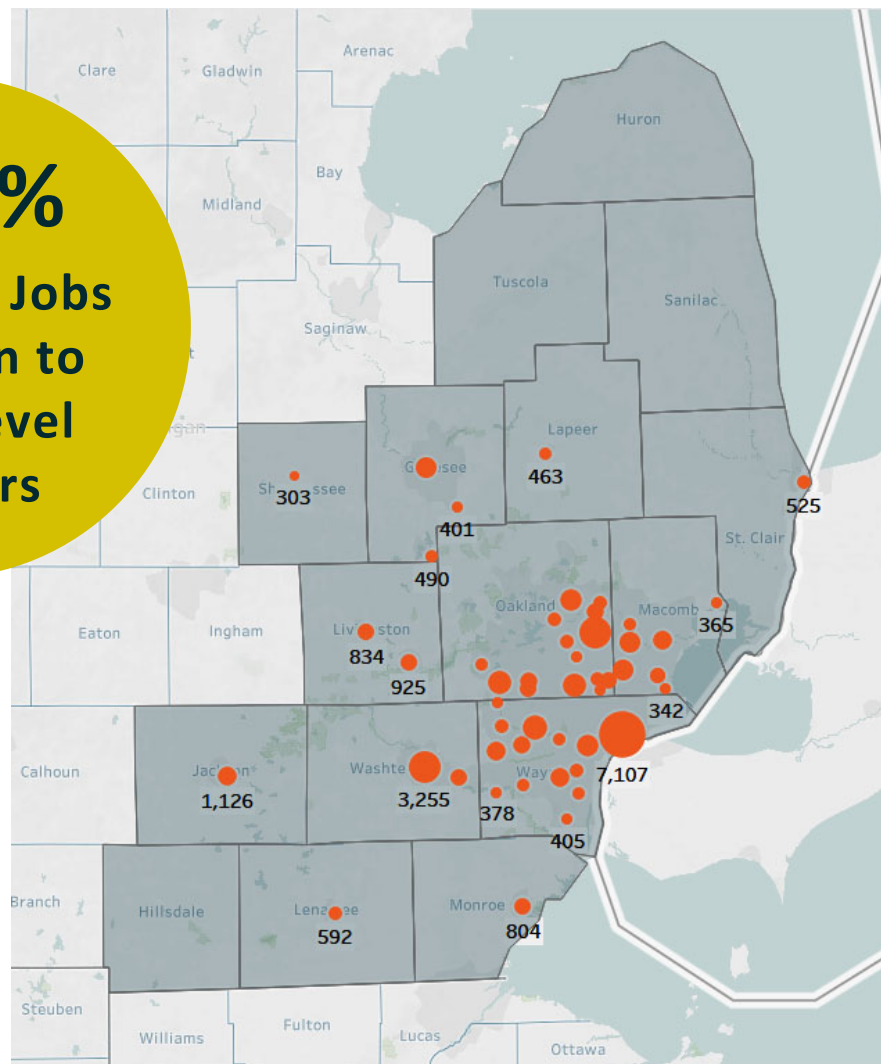 Arenac
Clare
Gladwin
Huron
Bay
%
Midland
Tuscola
Jobs
Sanilac
Saginaw
to
evel
Lapeer
rs
Clinton
463
303
525
401
St. Clair
490
Oakland
Macomb
365
Eaton
Ingham
834
925
342
Calhoun
7,107
1,126
3,255
378
405
Branch
Hillsdale
Monroe
592
804
Steuben
Williams
Fulton
Lucas
Ottawa